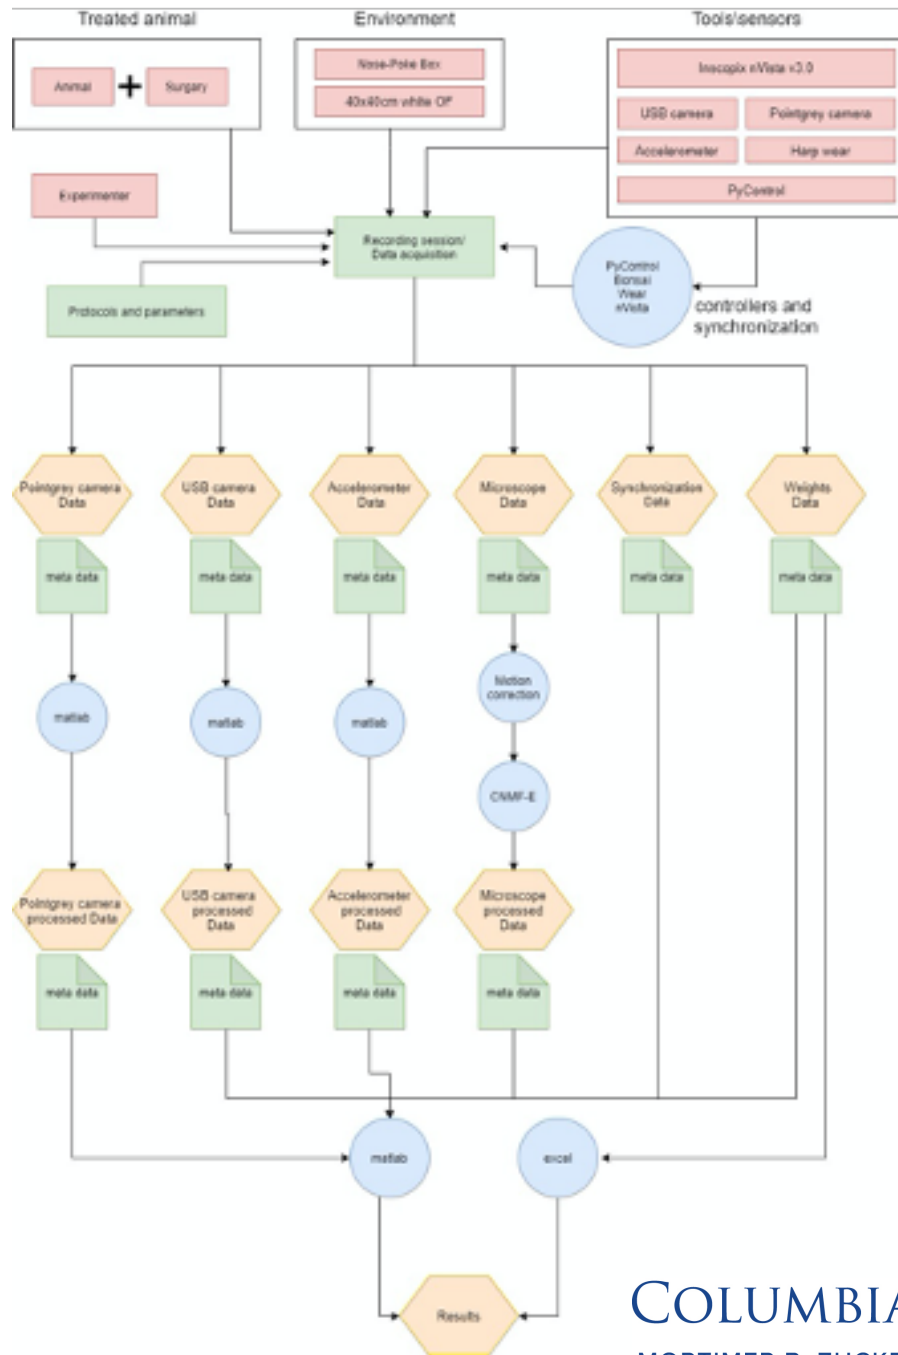 Treated animal
Environment
Tools\sensors
Animal
Surgary
Nose-Poke Box
40x40cm white OF
Inscopix nVista v3.0
USB camera
Pointgrey camera
Accelerometer
Harp wear
PyControl
Experimenter
Recording session/
Data acquisition
Protocols and parameters
PyControl
Bonsai
Wear
nVista
controllers and
synchronization
Pointgrey camera
Data
USB camera
Data
Accelerometer
Data
Microscope
Data
Synchronization
Data
Weights
Data
meta data
meta data
meta data
meta data
meta data
meta data
matlab
matlab
matlab
Motion
correction
CNMF-E
Pointgrey camera
processed Data
USB camera
processed
Data
Accelerometer
processed
Data
Microscope
processed
Data
meta data
meta data
meta data
meta data
matlab
excel
Results
COLUMBIA